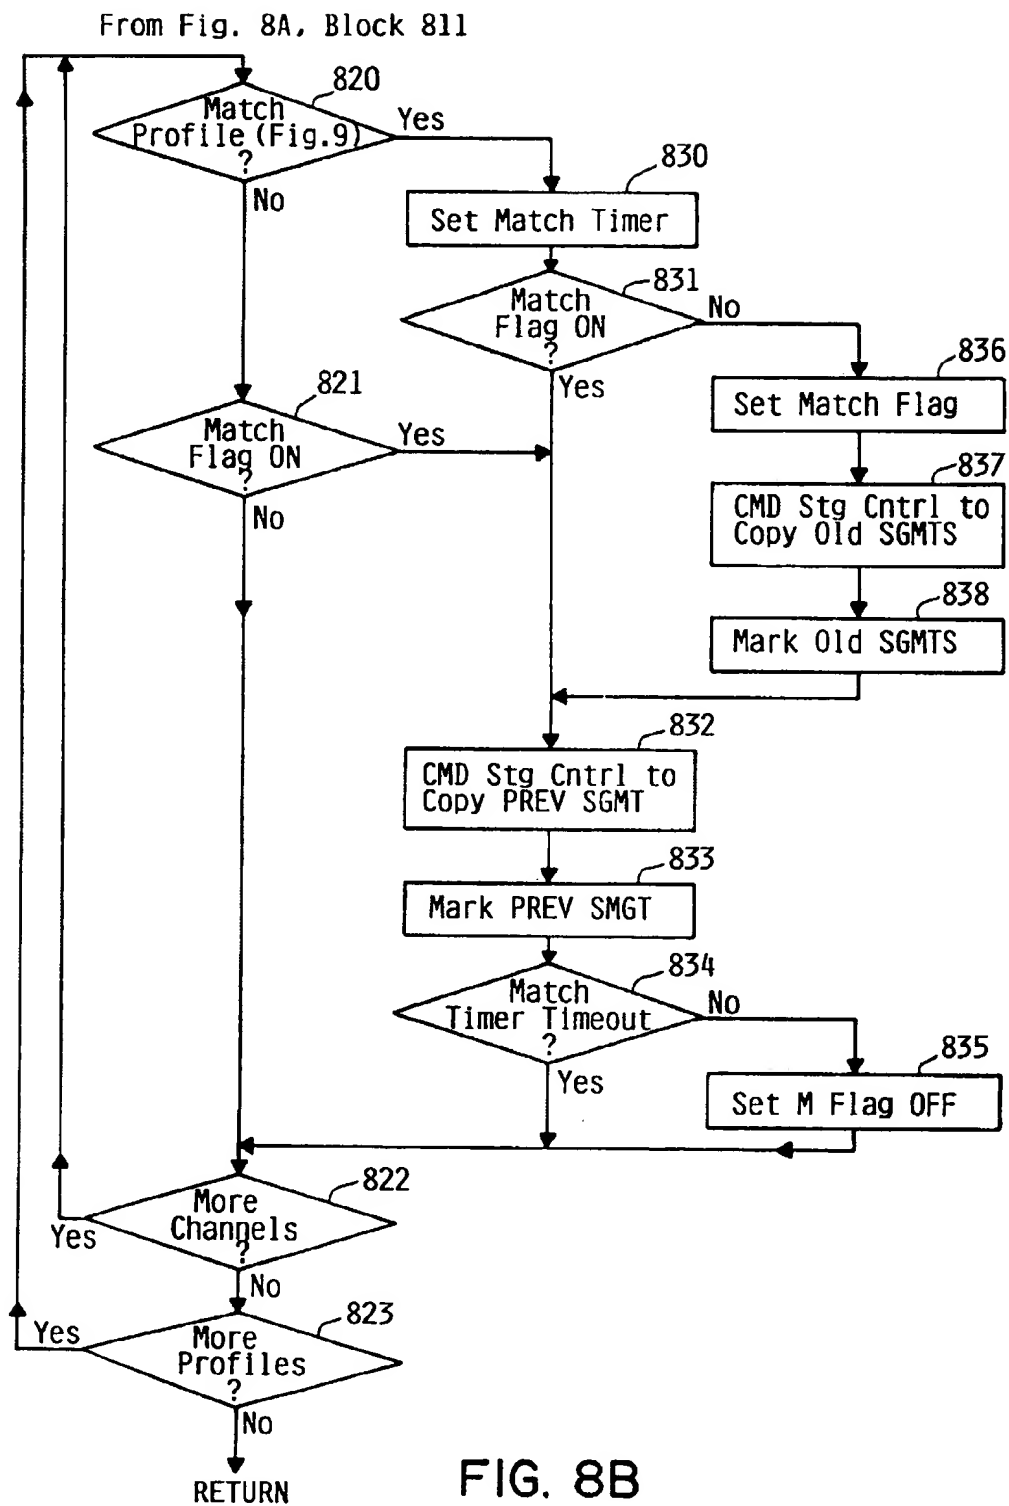 From Fig. 8A, Block 811
820
Match
Profile (Fig.9)
?
Yes
No
830
Set Match Timer
831
Match
Flag ON
?
No
Yes
836
Set Match Flag
821
Match
Flag ON
?
Yes
No
837
CMD Stg Cntrl to
Copy Old SGMTS
838
Mark Old SGMTS
832
CMD Stg Cntrl to
Copy PREV SGMT
833
Mark PREV SMGT
834
Match
Timer Timeout
?
No
Yes
835
Set M Flag OFF
822
More
Channels
?
Yes
No
823
More
Profiles
?
Yes
No
RETURN
FIG. 8B